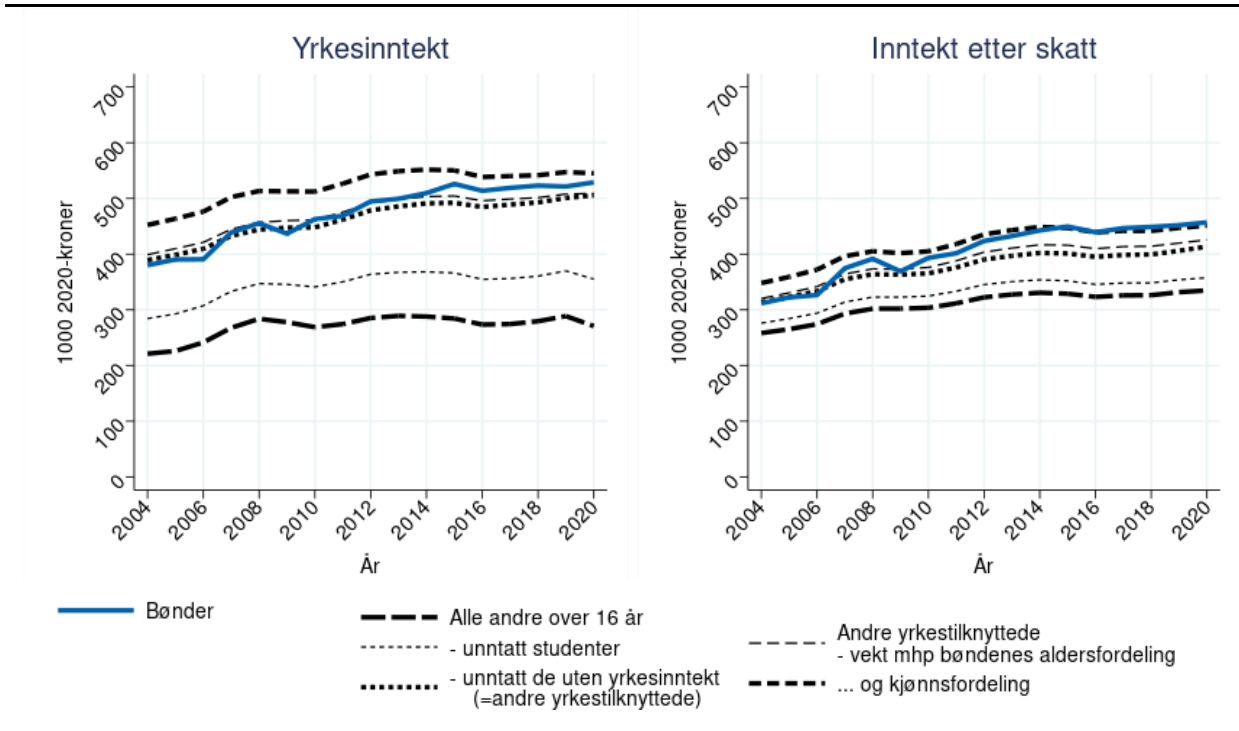 Yrkesinntekt
1000 2020-kroner
700
600
500
400
300
200
100
0
2004
2006
2008
2010
2012
2014
2016
2018
2020
År
Inntekt etter skatt
1000 2020-kroner
700
600
500
400
300
200
100
0
2004
2006
2008
2010
2012
2014
2016
2018
2020
År
Bønder
Alle andre over 16 år
- unntatt studenter
- unntatt de uten yrkesinntekt
(=andre yrkestilknyttede)
Andre yrkestilknyttede
- vekt mhp bøndenes aldersfordeling
... og kjønnsfordeling